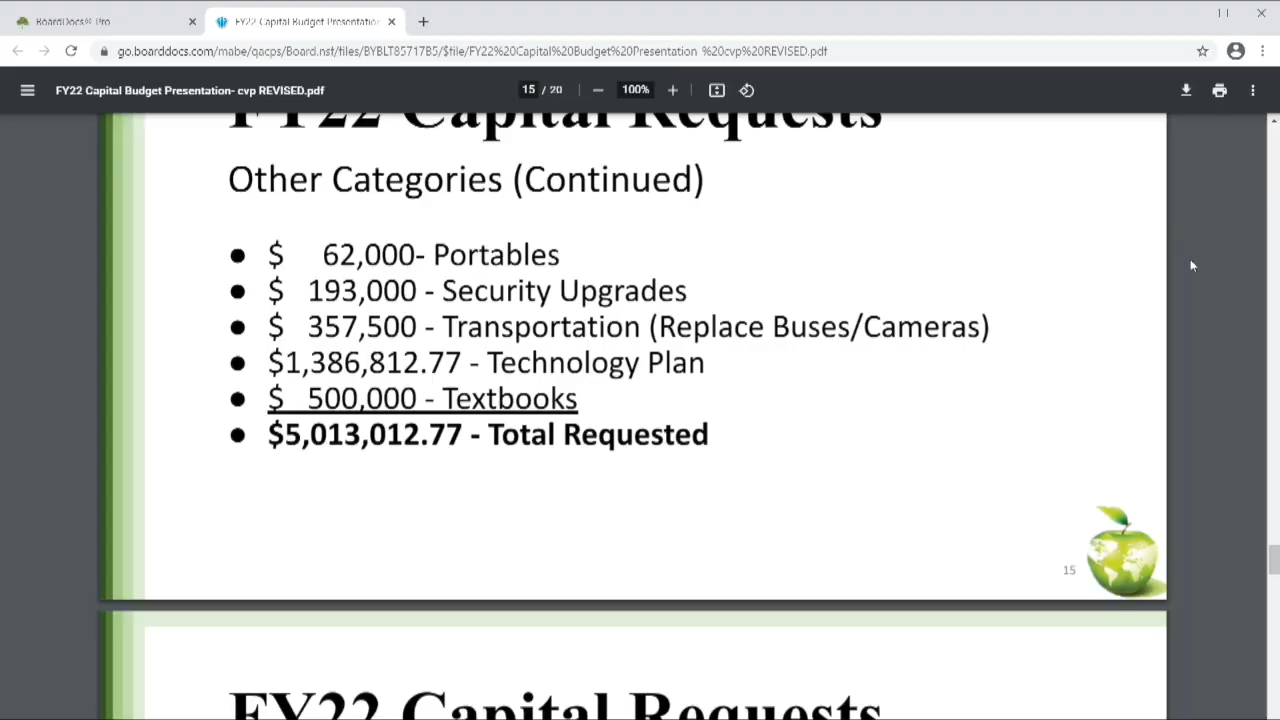 BoardDocs® Pro
FY22 Capital Budget Presentation
go.boarddocs.com/mabe/qacps/Board.nsf/files/BYBLT85717B5/$file/FY22%20Capital%20Budget%20Presentation %20cvp%20REVISED.pdf
FY22 Capital Budget Presentation- cvp REVISED.pdf
15 / 20
100%
FY22 Capital Requests
Other Categories (Continued)
● $ 62,000- Portables
● $ 193,000 - Security Upgrades
● $ 357,500 - Transportation (Replace Buses/Cameras)
● $1,386,812.77 - Technology Plan
● $ 500,000 - Textbooks
● $5,013,012.77 - Total Requested
15
FY22 Capital Requests